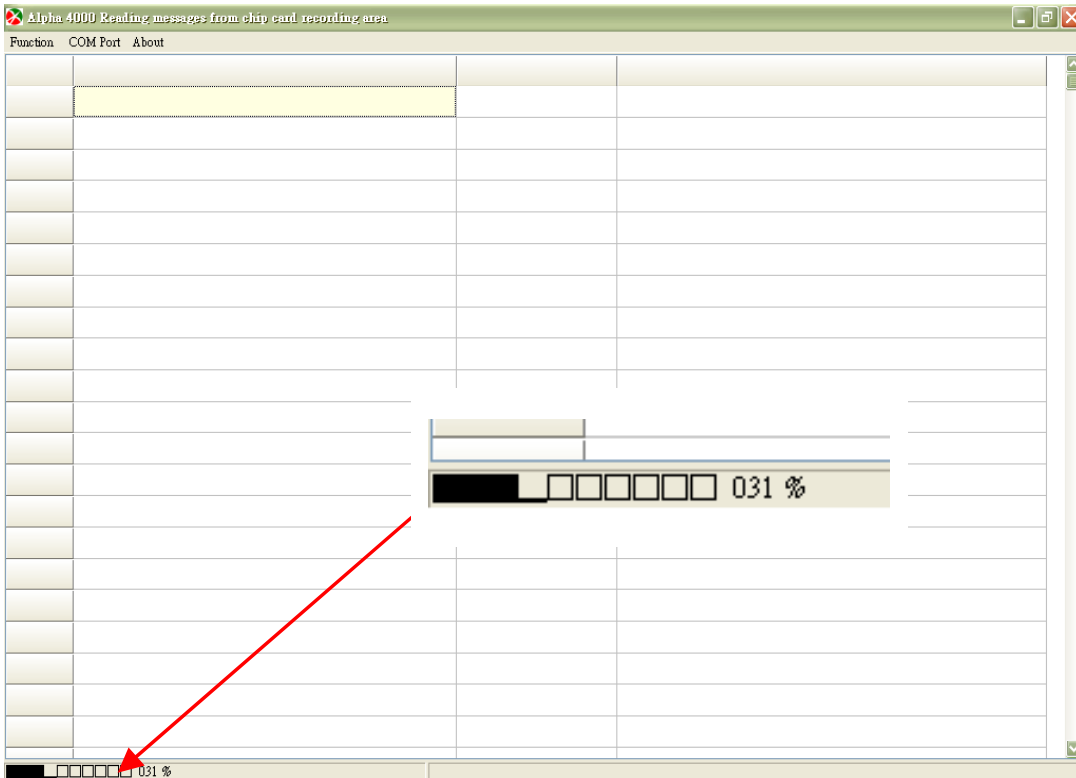 Alpha 4000 Reading messages from chip card recording area
Function COM Port About
031 %
031 %